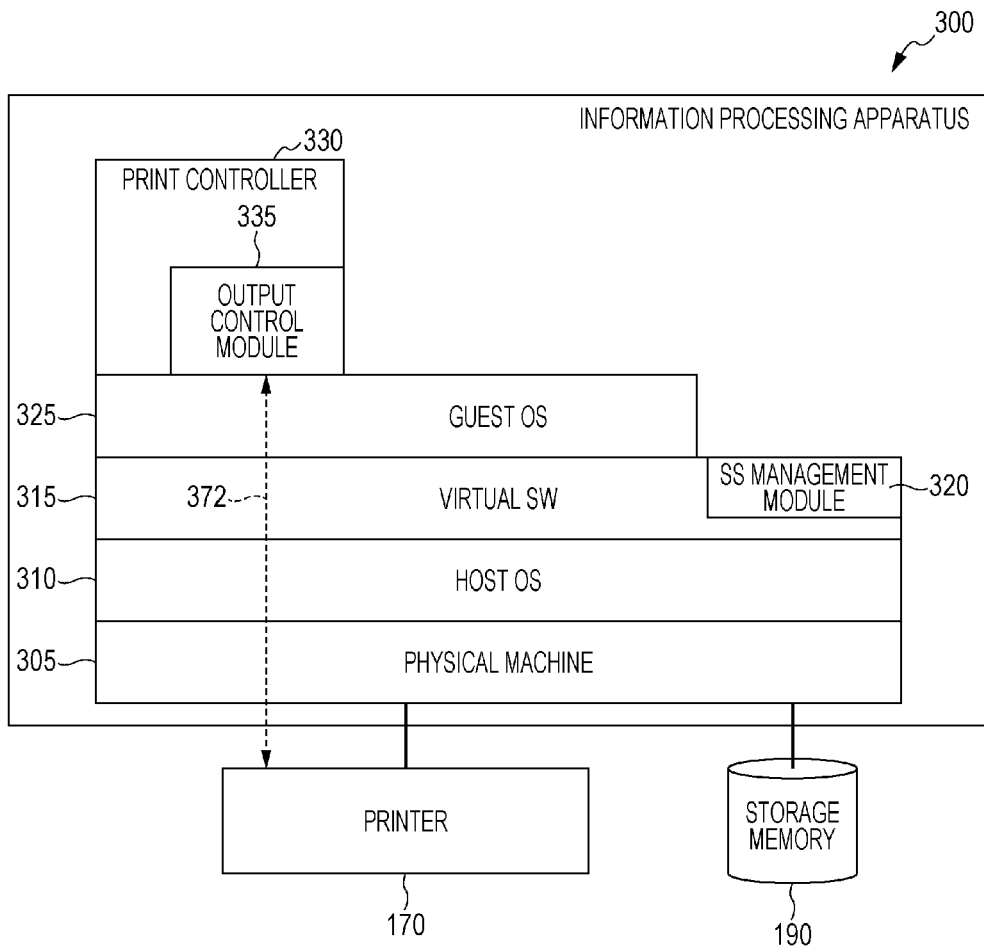 300
INFORMATION PROCESSING APPARATUS
330
PRINT CONTROLLER
335
OUTPUT
CONTROL
MODULE
325
GUEST OS
315
372
VIRTUAL SW
SS MANAGEMENT
MODULE
320
310
HOST OS
305
PHYSICAL MACHINE
PRINTER
STORAGE
MEMORY
170
190